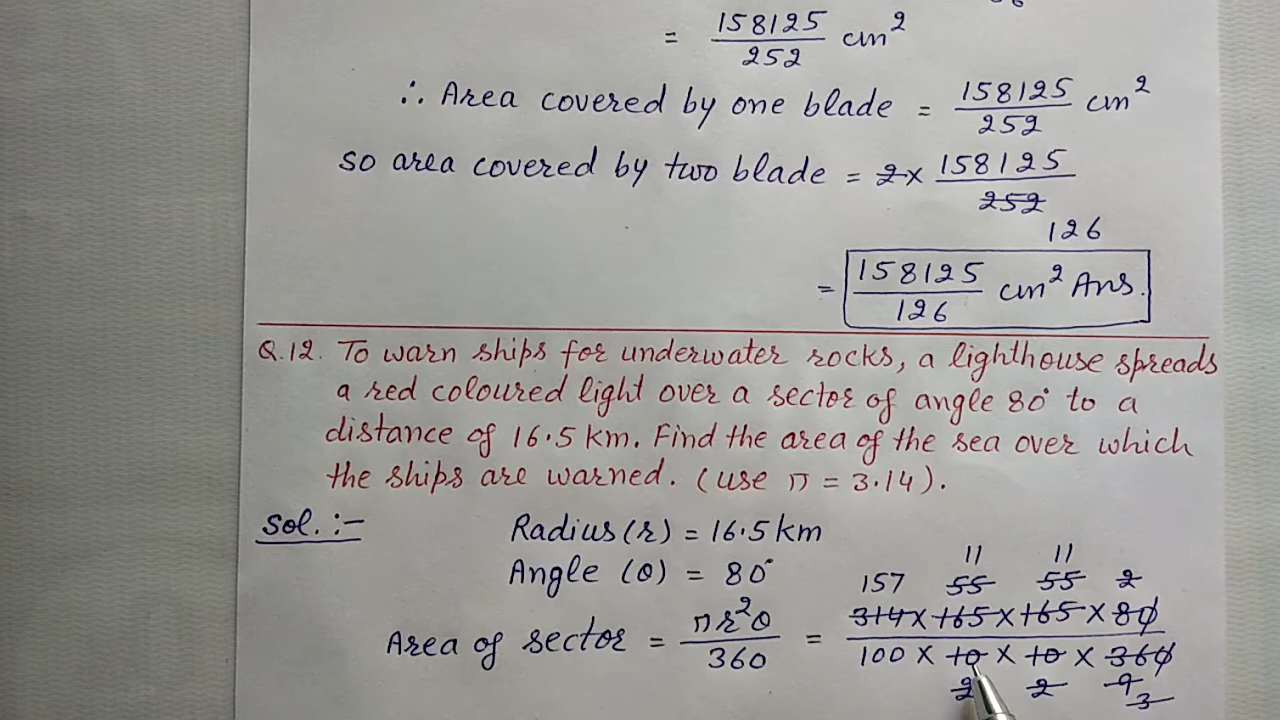 = 158125/252 cm²
∴ Area covered by one blade = 158125/252 cm²
so area covered by two blade = 2 × 158125/252
126
= 158125/126 cm² Ans.
Q.12. To warn ships for underwater rocks, a lighthouse spreads
a red coloured light over a sector of angle 80° to a
distance of 16.5 km. Find the area of the sea over which
the ships are warned. (use π = 3.14).
Sol. :-
Radius (r) = 16.5 km
Angle (θ) = 80°
11 11
157 55 55 2
Area of sector = πr²θ/360 = 314×165×165×80/100×10×10×360
2 2 9
3